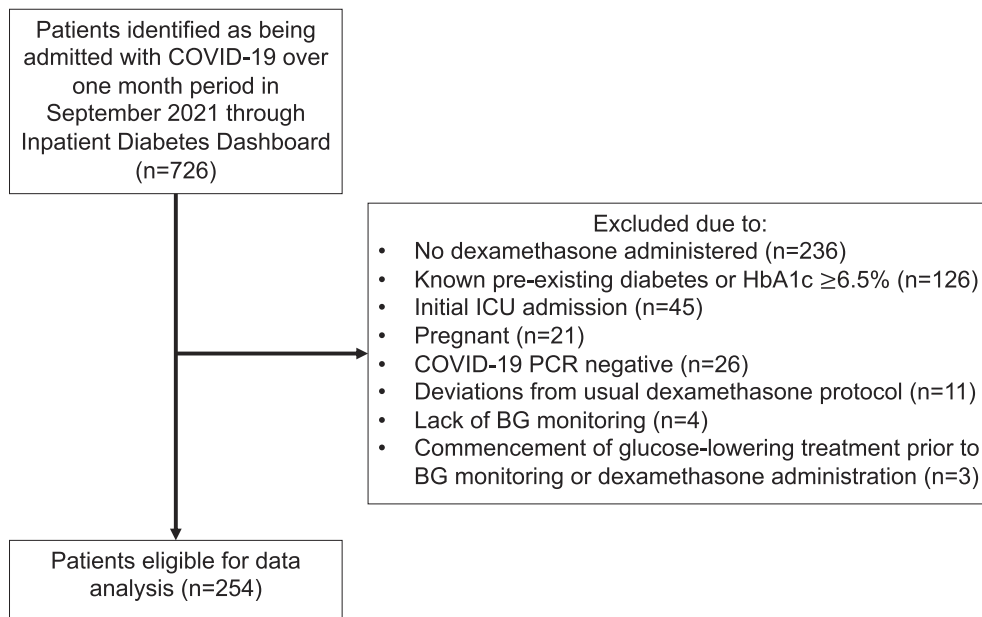 Patients identified as being
admitted with COVID-19 over
one month period in
September 2021 through
Inpatient Diabetes Dashboard
(n=726)
Excluded due to:
• No dexamethasone administered (n=236)
• Known pre-existing diabetes or HbA1c ≥6.5% (n=126)
• Initial ICU admission (n=45)
• Pregnant (n=21)
• COVID-19 PCR negative (n=26)
• Deviations from usual dexamethasone protocol (n=11)
• Lack of BG monitoring (n=4)
• Commencement of glucose-lowering treatment prior to
BG monitoring or dexamethasone administration (n=3)
Patients eligible for data
analysis (n=254)